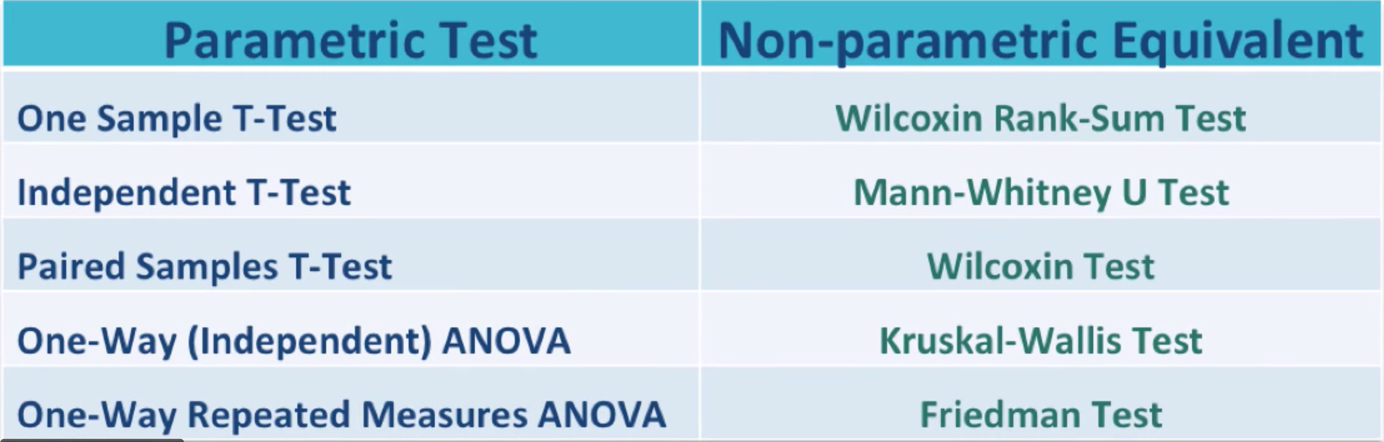 Parametric Test Non-parametric Equivalent
One Sample T-Test Wilcoxin Rank-Sum Test
Independent T-Test Mann-Whitney U Test
Paired Samples T-Test Wilcoxin Test
One-Way (Independent) ANOVA Kruskal-Wallis Test
One-Way Repeated Measures ANOVA Friedman Test